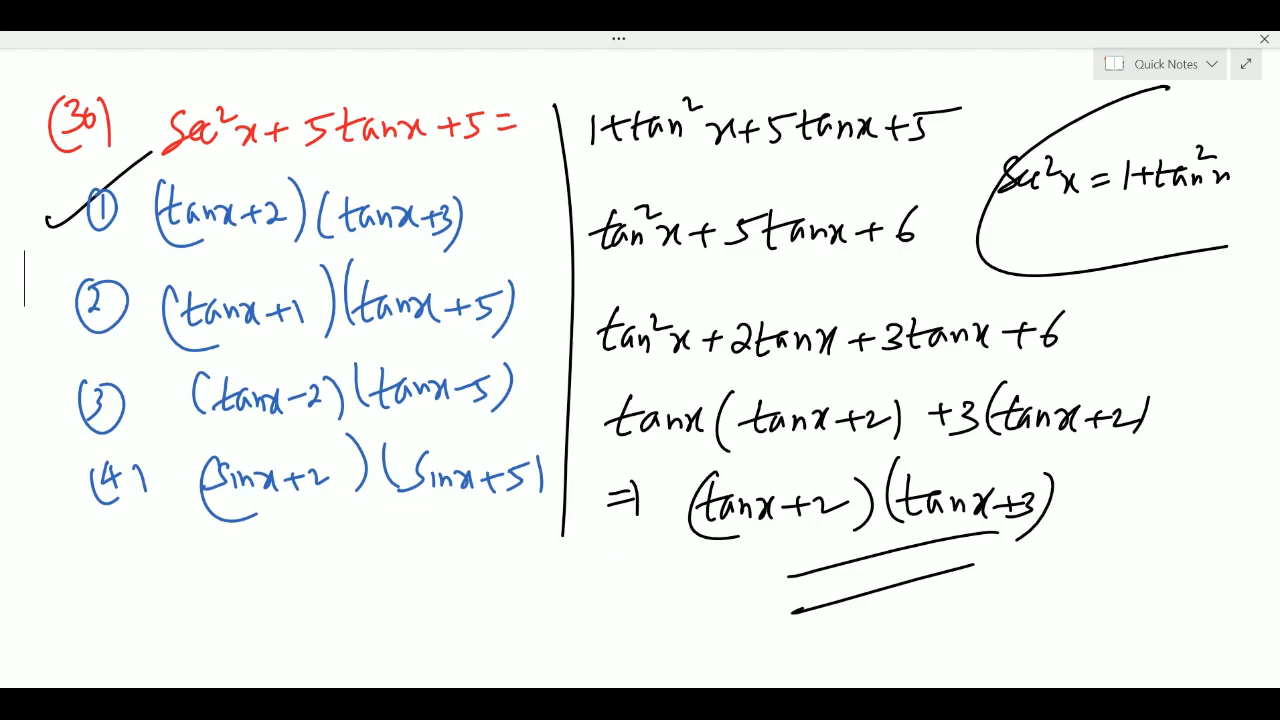 Quick Notes
(36) sec²x + 5tanx + 5 =
① (tanx+2)(tanx+3)
② (tanx+1)(tanx+5)
③ (tanx-2)(tanx-5)
(4) (sinx+2)(sinx+5)
1+tan²x+5tanx+5
tan²x+5tanx+6
tan²x+2tanx+3tanx+6
tanx(tanx+2)+3(tanx+2)
⇒ (tanx+2)(tanx+3)
sec²x = 1+tan²x